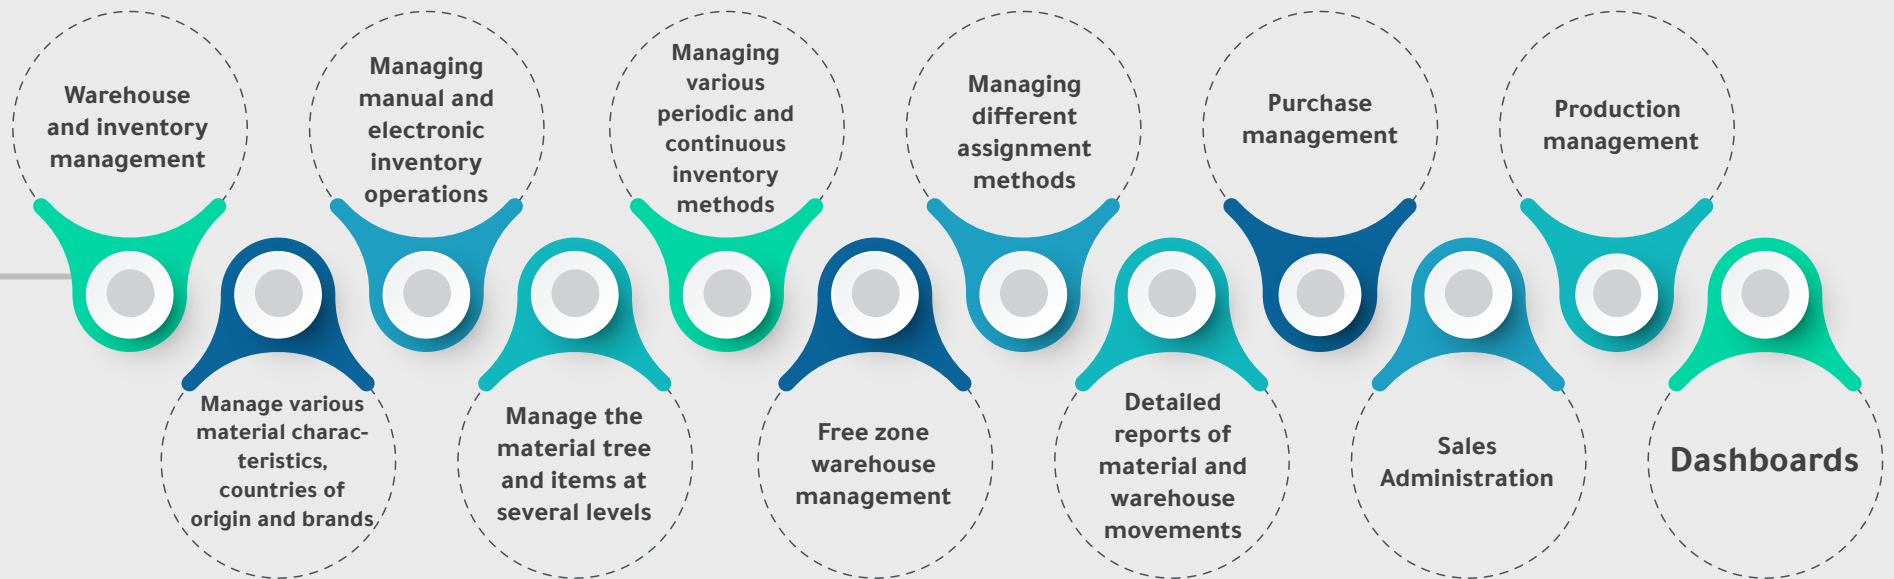 Warehouse
and inventory
management
Manage various
material charac-
teristics,
countries of
origin and brands
Managing
manual and
electronic
inventory
operations
Manage the
material tree
and items at
several levels
Managing
various
periodic and
continuous
inventory
methods
Free zone
warehouse
management
Managing
different
assignment
methods
Detailed
reports of
material and
warehouse
movements
Purchase
management
Sales
Administration
Production
management
Dashboards